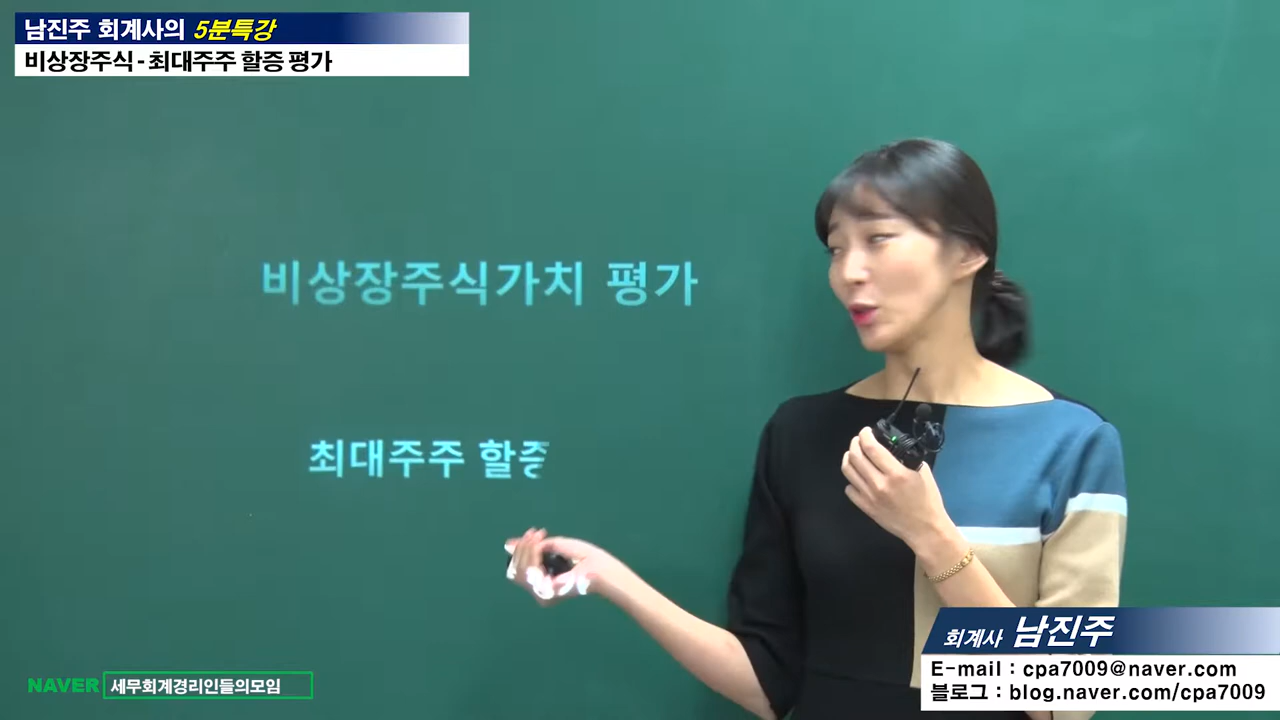 남진주 회계사의 5분특강
비상장주식 - 최대주주 할증 평가
비상장주식가치 평가
최대주주 할증
회계사 남진주
E-mail : cpa7009@naver.com
블로그 : blog.naver.com/cpa7009
NAVER 세무회계경리인들의모임